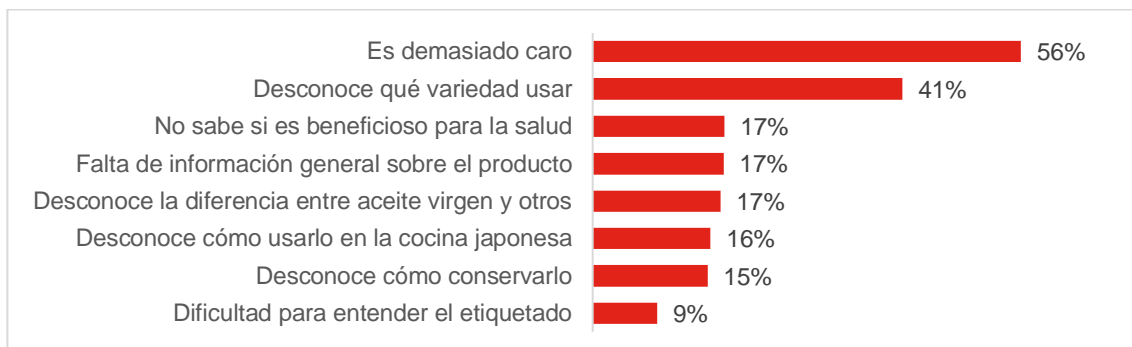 Es demasiado caro 56%
Desconoce qué variedad usar 41%
No sabe si es beneficioso para la salud 17%
Falta de información general sobre el producto 17%
Desconoce la diferencia entre aceite virgen y otros 17%
Desconoce cómo usarlo en la cocina japonesa 16%
Desconoce cómo conservarlo 15%
Dificultad para entender el etiquetado 9%